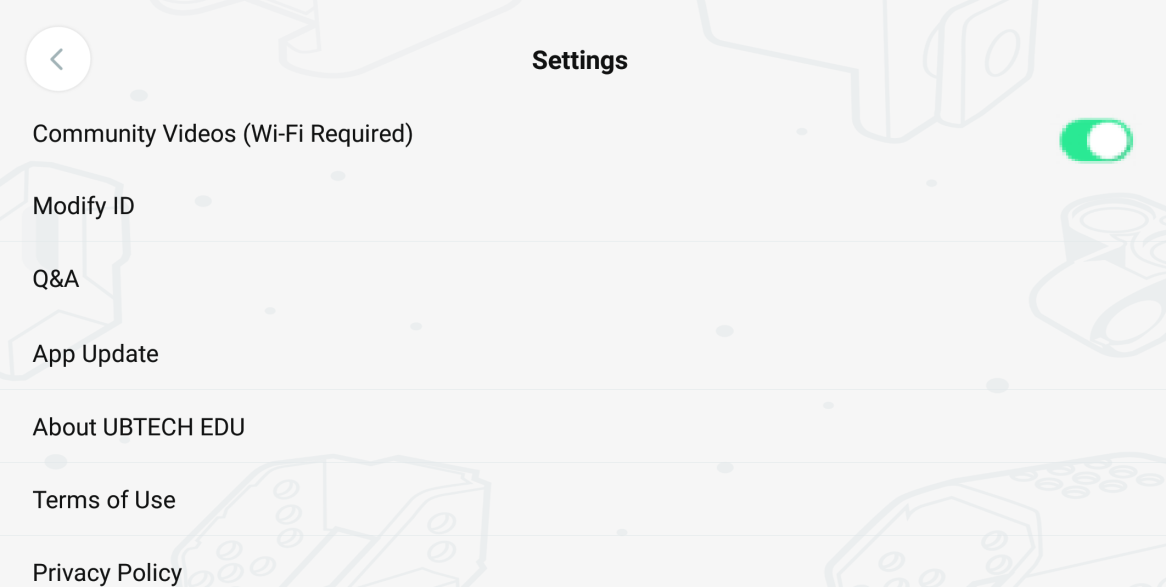 Settings
Community Videos (Wi-Fi Required)
Modify ID
Q&A
App Update
About UBTECH EDU
Terms of Use
Privacy Policy